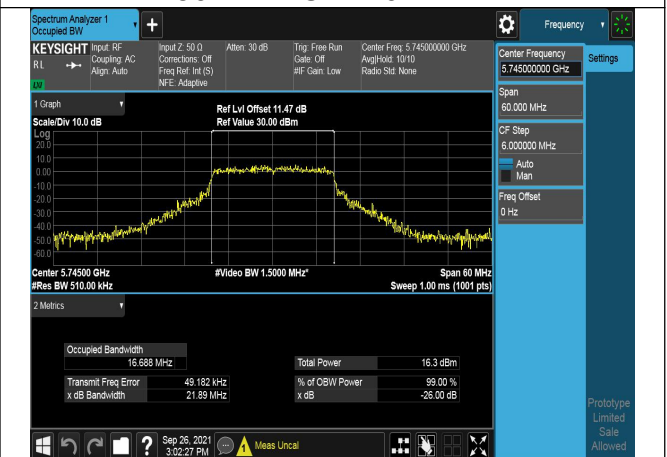 Spectrum Analyzer 1
Occupied BW
+
Frequency
KEYSIGHT
RL
Input: RF
Coupling: AC
Align: Auto
Input Z: 50 Ω
Corrections: Off
Freq Ref: Int (S)
NFE: Adaptive
Atten: 30 dB
Trig: Free Run
Gate: Off
#IF Gain: Low
Center Freq: 5.745000000 GHz
Avg|Hold: 10/10
Radio Std: None
Center Frequency
5.745000000 GHz
Settings
Span
60.000 MHz
CF Step
6.000000 MHz
Auto
Man
Freq Offset
0 Hz
1 Graph
Scale/Div 10.0 dB
Ref Lvl Offset 11.47 dB
Ref Value 30.00 dBm
Log
20.0
10.0
0.00
-10.0
-20.0
-30.0
-40.0
-50.0
-60.0
Center 5.74500 GHz
#Res BW 510.00 kHz
#Video BW 1.5000 MHz*
Span 60 MHz
Sweep 1.00 ms (1001 pts)
2 Metrics
Occupied Bandwidth
16.688 MHz
Total Power 16.3 dBm
Transmit Freq Error 49.182 kHz
% of OBW Power 99.00 %
x dB Bandwidth 21.89 MHz
x dB -26.00 dB
Prototype
Limited
Sale
Allowed
?
Sep 26, 2021
3:02:27 PM
Meas Uncal